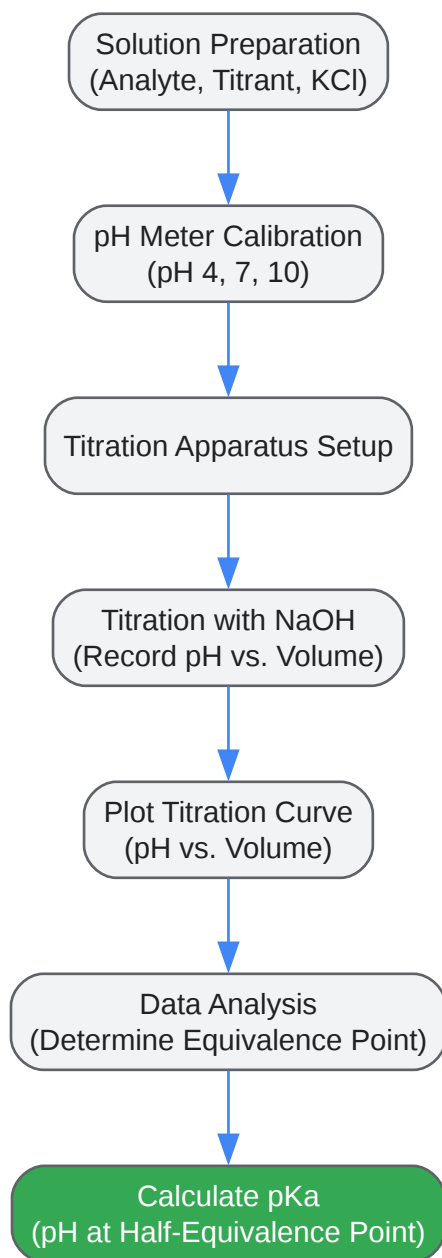 Solution Preparation
(Analyte, Titrant, KCl)
pH Meter Calibration
(pH 4, 7, 10)
Titration Apparatus Setup
Titration with NaOH
(Record pH vs. Volume)
Plot Titration Curve
(pH vs. Volume)
Data Analysis
(Determine Equivalence Point)
Calculate pKa
(pH at Half-Equivalence Point)